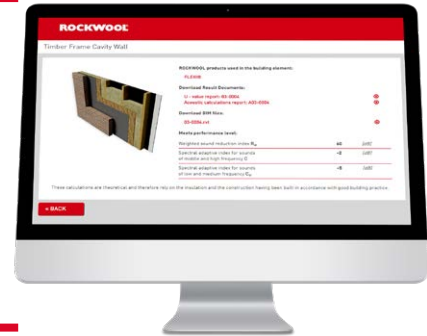 ROCKWOOL
Timber Frame Cavity Wall
ROCKWOOL products used in the building element:
FLEXI®
Download Result Documents:
U - value report:
Acoustic calculations report:
Download BIM files:
Meets performance level:
Weighted sound reduction index
Spectral adaptive index for sounds
of middle and high frequency C
Spectral adaptive index for sounds
of low and medium frequency
These calculations are theoretical and therefore rely on the insulation and the construction having been built in accordance with good building practice.
< BACK